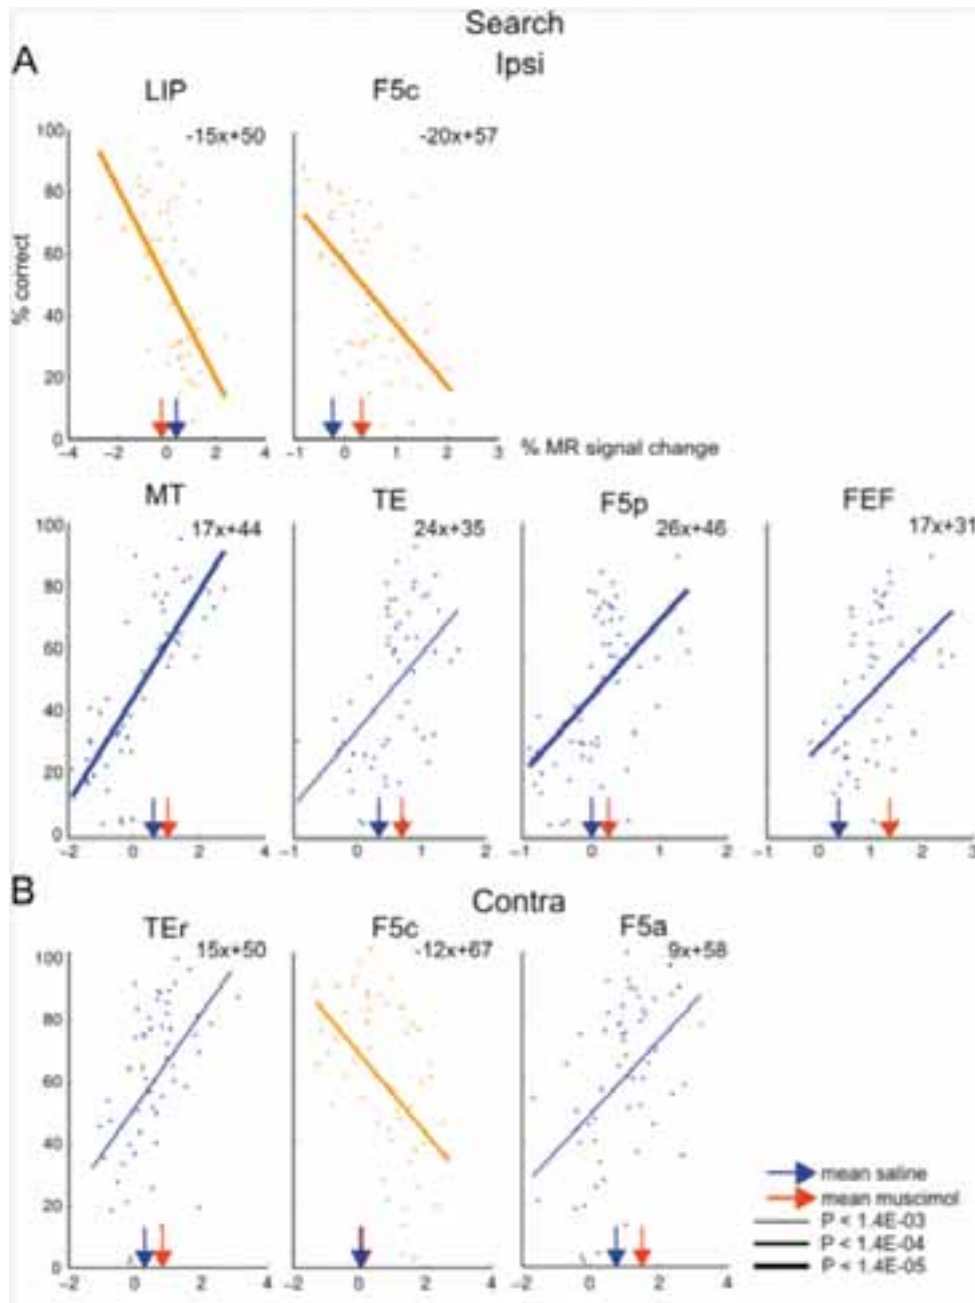 Search
A
Ipsi
LIP
F5c
-15x+50
-20x+57
100
80
60
40
20
0
% correct
-4 -2 0 2 4
-1 0 1 2 3
% MR signal change
MT
TE
F5p
FEF
17x+44
24x+35
26x+46
17x+31
100
80
60
40
20
0
-2 0 2 4
-1 0 1 2
-1 0 1 2
-1 0 1 2 3
B
Contra
TEr
F5c
F5a
15x+50
-12x+67
9x+58
100
80
60
40
20
0
-2 0 2 4
-2 0 2 4
-2 0 2 4
mean saline
mean muscimol
P < 1.4E-03
P < 1.4E-04
P < 1.4E-05